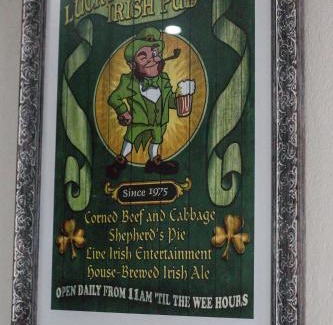 IRISH PUB
Since 1975
Corned Beef and Cabbage
Shepherd's Pie
Live Irish Entertainment
House-Brewed Irish Ale
OPEN DAILY FROM 11AM 'TIL THE WEE HOURS